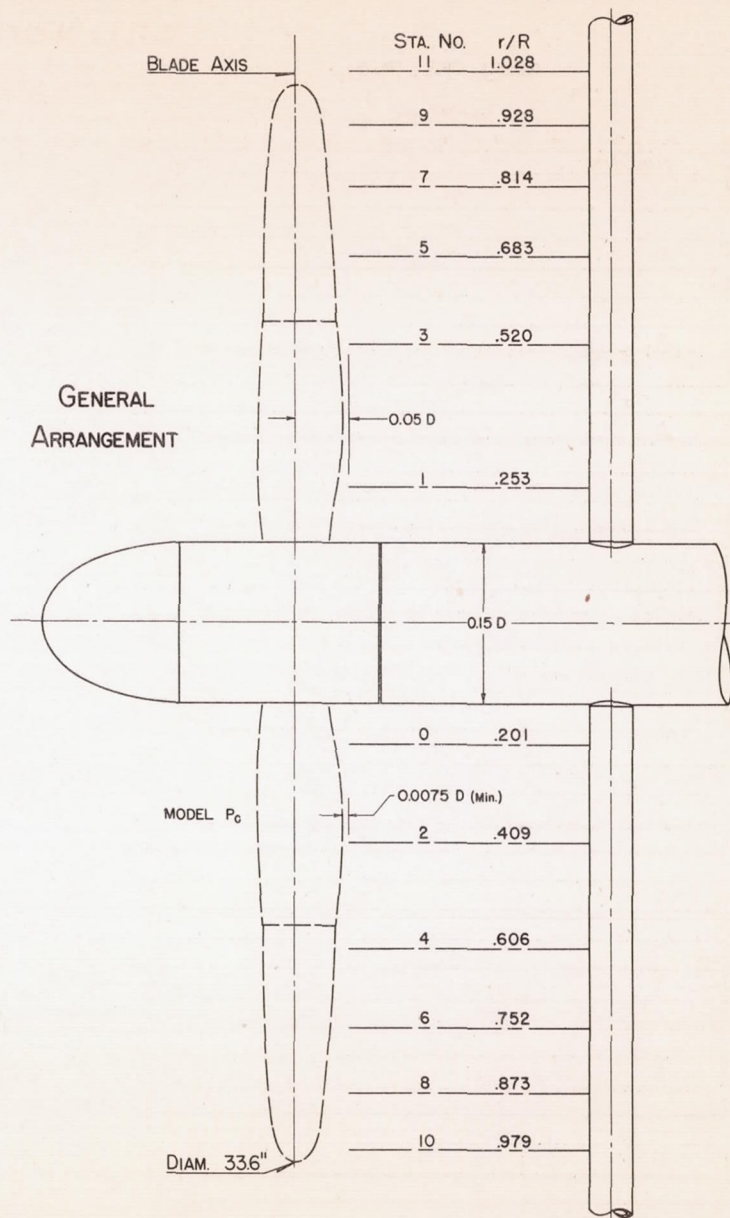 STA. NO. r/R
BLADE AXIS
11 1.028
9 .928
7 .814
5 .683
3 .520
GENERAL
ARRANGEMENT
0.05 D
1 .253
0.15 D
0 .201
0.0075 D (Min.)
MODEL Pc
2 .409
4 .606
6 .752
8 .873
10 .979
DIAM. 33.6"